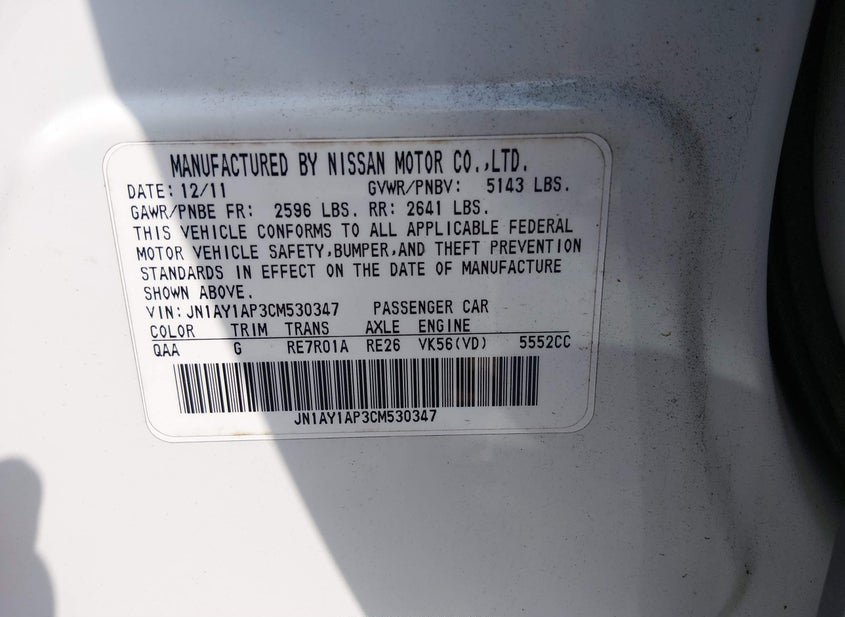 MANUFACTURED BY NISSAN MOTOR CO.,LTD.
DATE: 12/11 GVWR/PNBV: 5143 LBS.
GAWR/PNBE FR: 2596 LBS. RR: 2641 LBS.
THIS VEHICLE CONFORMS TO ALL APPLICABLE FEDERAL
MOTOR VEHICLE SAFETY,BUMPER,AND THEFT PREVENTION
STANDARDS IN EFFECT ON THE DATE OF MANUFACTURE
SHOWN ABOVE.
VIN: JN1AY1AP3CM530347 PASSENGER CAR
COLOR TRIM TRANS AXLE ENGINE
QAA G RE7R01A RE26 VK56(VD) 5552CC
JN1AY1AP3CM530347